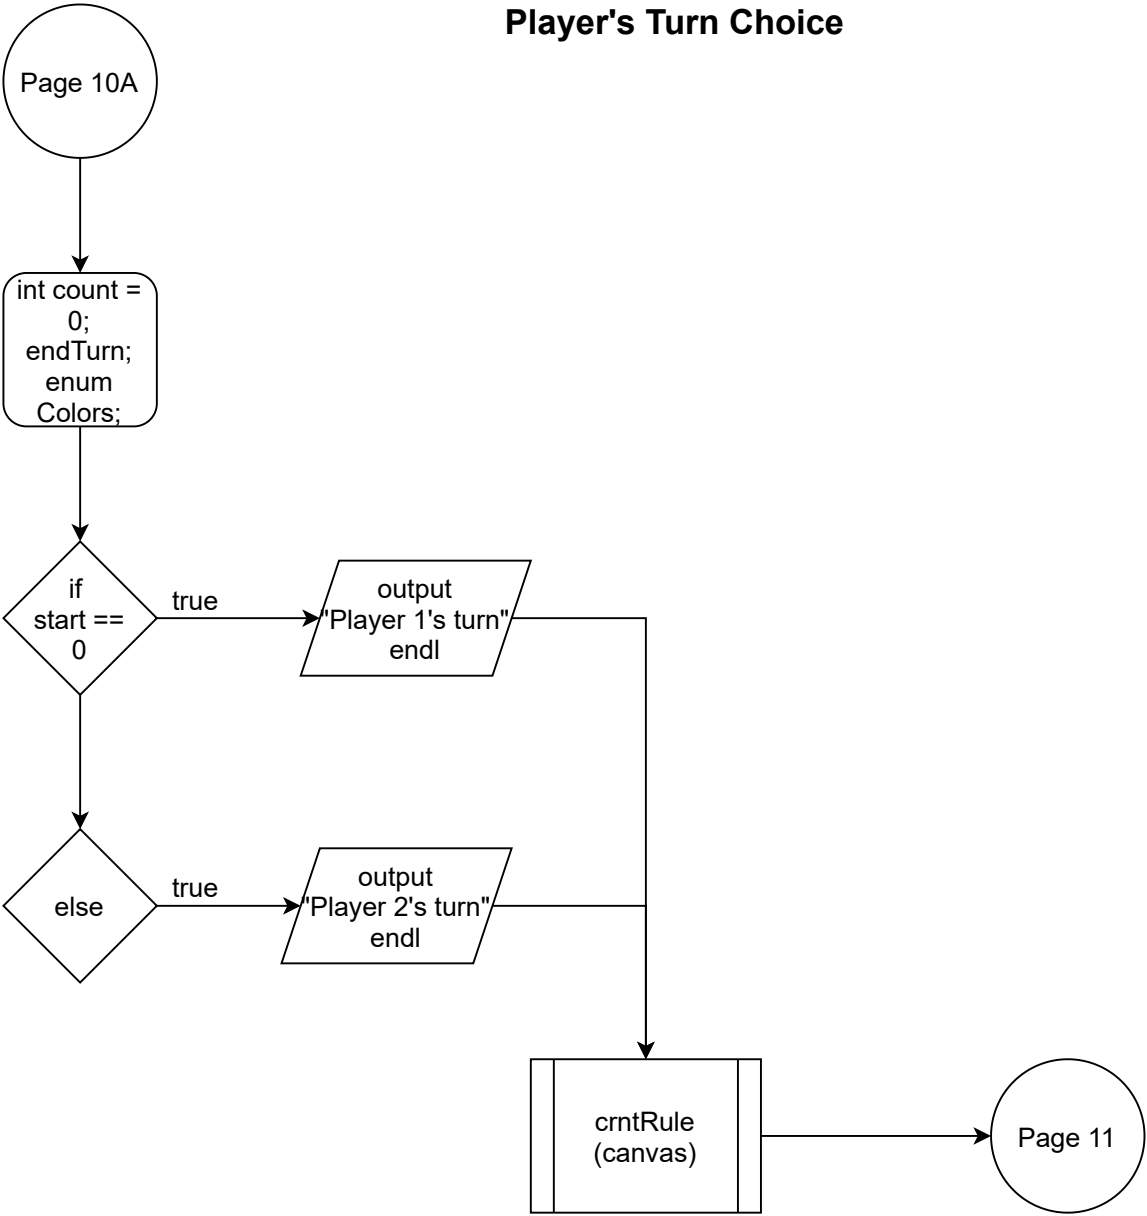 Player's Turn Choice
Page 10A
int count =
0;
endTurn;
enum
Colors;
if
start ==
0
true
output
"Player 1's turn"
endl
else
true
output
"Player 2's turn"
endl
crntRule
(canvas)
Page 11